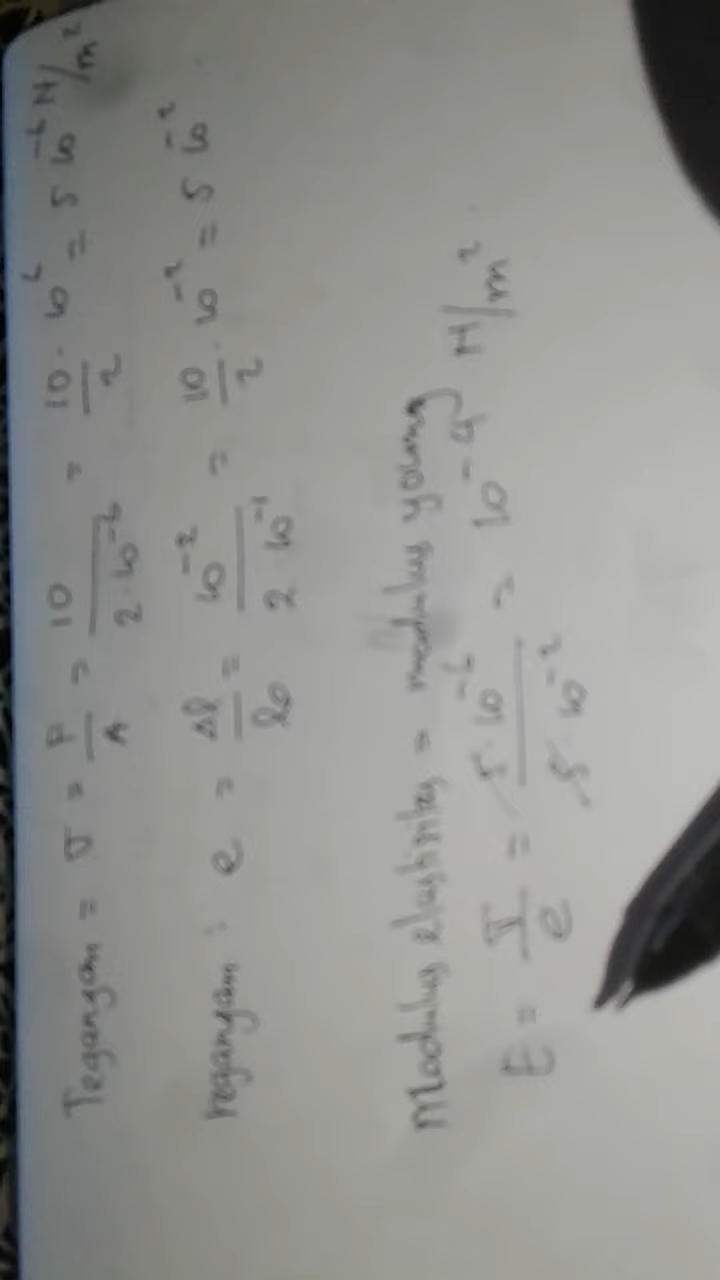 Tegangan = σ = F/A = 10/2·10⁻⁶ = 10/2 · 10⁶ = 5 10⁻⁶ N/m²
regangan : e = Δl/lo = 10⁻²/2 10⁻¹ = 10/2 · 10⁻² = 5 10⁻²
Modulus elastisitas = modulus young
E = σ/e = 5·10⁻⁶/5·10⁻² = 10⁻⁴ N/m².